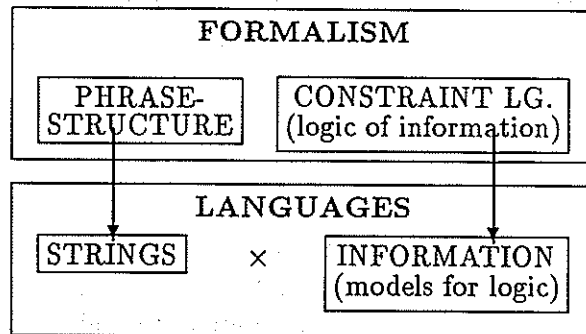 FORMALISM
PHRASE-
STRUCTURE
CONSTRAINT LG.
(logic of information)
LANGUAGES
STRINGS × INFORMATION
(models for logic)